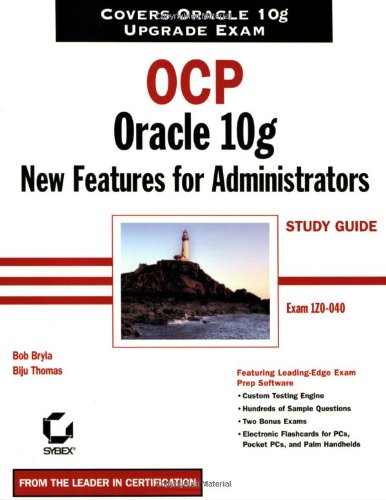 COVERS ORACLE 10g
UPGRADE EXAM
OCP
Oracle 10g
New Features for Administrators
STUDY GUIDE
Exam 1Z0-040
Bob Bryla
Biju Thomas
Featuring Leading-Edge Exam
Prep Software
• Custom Testing Engine
• Hundreds of Sample Questions
• Two Bonus Exams
• Electronic Flashcards for PCs,
Pocket PCs, and Palm Handhelds
SYBEX
FROM THE LEADER IN CERTIFICATION